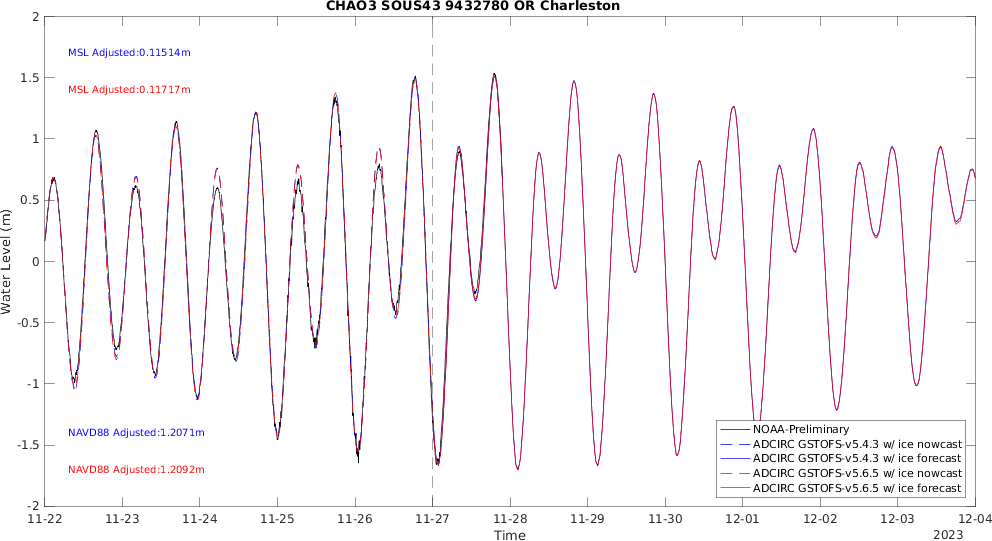 CHAO3 SOUS43 9432780 OR Charleston
2
1.5
1
0.5
0
-0.5
-1
-1.5
-2
Water Level (m)
MSL Adjusted:0.11514m
MSL Adjusted:0.11717m
NAVD88 Adjusted:1.2071m
NAVD88 Adjusted:1.2092m
NOAA-Preliminary
ADCIRC GSTOFS-v5.4.3 w/ ice nowcast
ADCIRC GSTOFS-v5.4.3 w/ ice forecast
ADCIRC GSTOFS-v5.6.5 w/ ice nowcast
ADCIRC GSTOFS-v5.6.5 w/ ice forecast
11-22 11-23 11-24 11-25 11-26 11-27 11-28 11-29 11-30 12-01 12-02 12-03 12-04
Time
2023